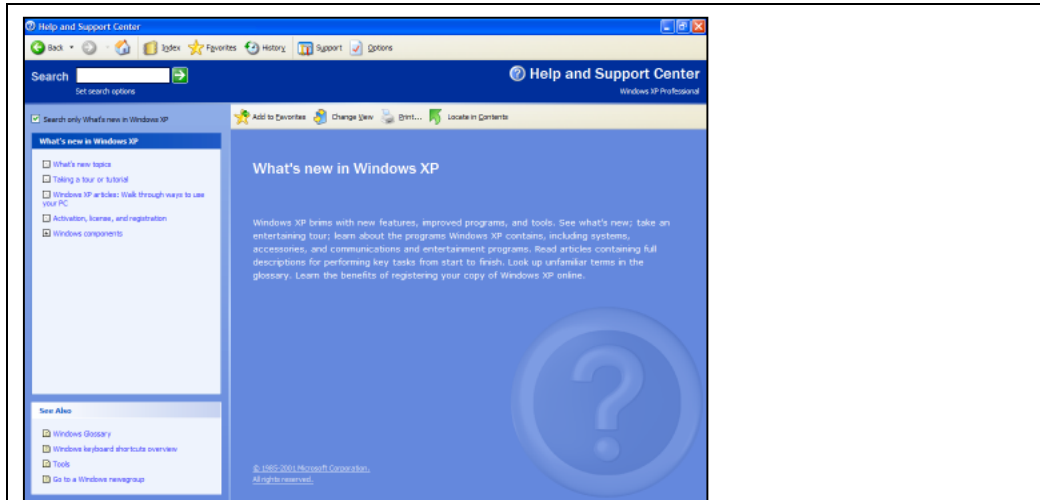 Help and Support Center
Back
Index
Favorites
History
Support
Options
Search
Set search options
Help and Support Center
Windows XP Professional
Search only What's new in Windows XP
Add to Favorites
Change View
Print...
Locate in Contents
What's new in Windows XP
What's new topics
Taking a tour or tutorial
Windows XP articles: Walk through ways to use
your PC
Activation, license, and registration
Windows components
What's new in Windows XP
Windows XP brims with new features, improved programs, and tools. See what's new; take an
entertaining tour; learn about the programs Windows XP contains, including systems,
accessories, and communications and entertainment programs. Read articles containing full
descriptions for performing key tasks from start to finish. Look up unfamiliar terms in the
glossary. Learn the benefits of registering your copy of Windows XP online.
See Also
Windows Glossary
Windows keyboard shortcuts overview
Tools
Go to a Windows newsgroup
© 1985-2001 Microsoft Corporation.
All rights reserved.